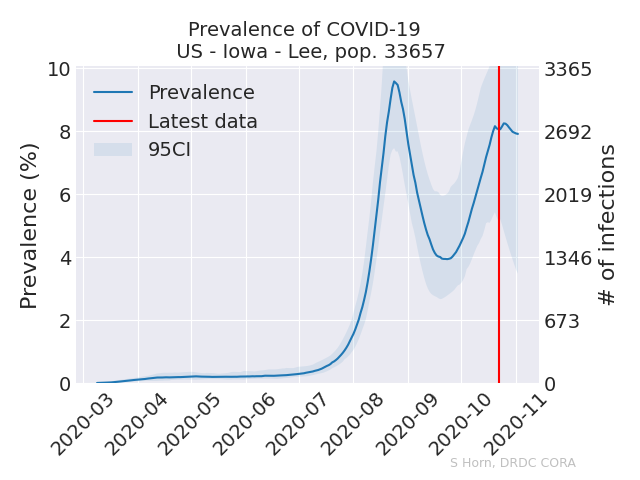 Prevalence of COVID-19
US - Iowa - Lee, pop. 33657
Prevalence
Latest data
95CI
Prevalence (%)
10
8
6
4
2
0
3365
2692
2019
1346
673
0
# of infections
2020-03
2020-04
2020-05
2020-06
2020-07
2020-08
2020-09
2020-10
2020-11
S Horn, DRDC CORA